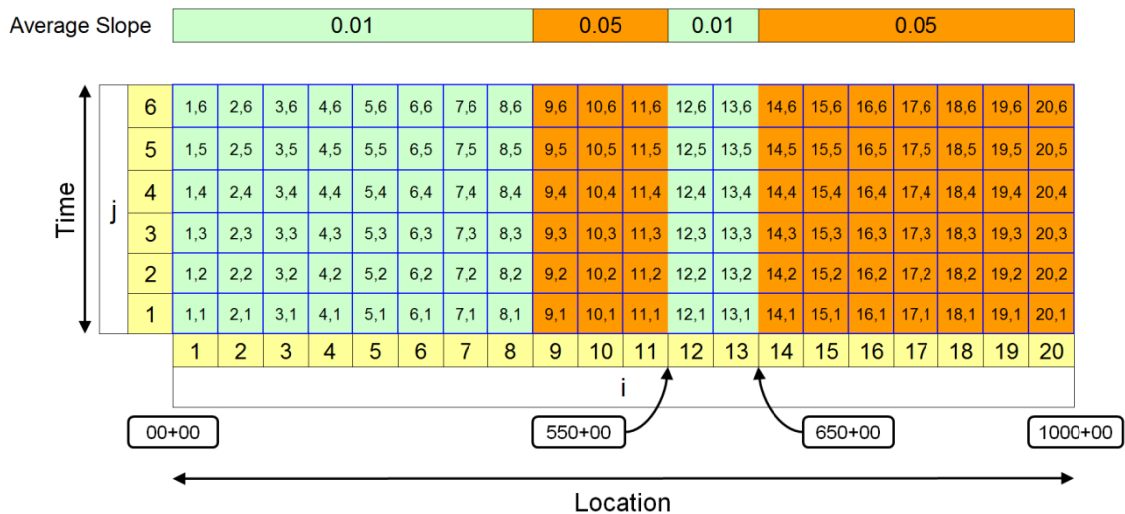 Average Slope 0.01 0.05 0.01 0.05
6 1,6 2,6 3,6 4,6 5,6 6,6 7,6 8,6 9,6 10,6 11,6 12,6 13,6 14,6 15,6 16,6 17,6 18,6 19,6 20,6
5 1,5 2,5 3,5 4,5 5,5 6,5 7,5 8,5 9,5 10,5 11,5 12,5 13,5 14,5 15,5 16,5 17,5 18,5 19,5 20,5
4 1,4 2,4 3,4 4,4 5,4 6,4 7,4 8,4 9,4 10,4 11,4 12,4 13,4 14,4 15,4 16,4 17,4 18,4 19,4 20,4
Time j
3 1,3 2,3 3,3 4,3 5,3 6,3 7,3 8,3 9,3 10,3 11,3 12,3 13,3 14,3 15,3 16,3 17,3 18,3 19,3 20,3
2 1,2 2,2 3,2 4,2 5,2 6,2 7,2 8,2 9,2 10,2 11,2 12,2 13,2 14,2 15,2 16,2 17,2 18,2 19,2 20,2
1 1,1 2,1 3,1 4,1 5,1 6,1 7,1 8,1 9,1 10,1 11,1 12,1 13,1 14,1 15,1 16,1 17,1 18,1 19,1 20,1
1 2 3 4 5 6 7 8 9 10 11 12 13 14 15 16 17 18 19 20
i
00+00 550+00 650+00 1000+00
Location